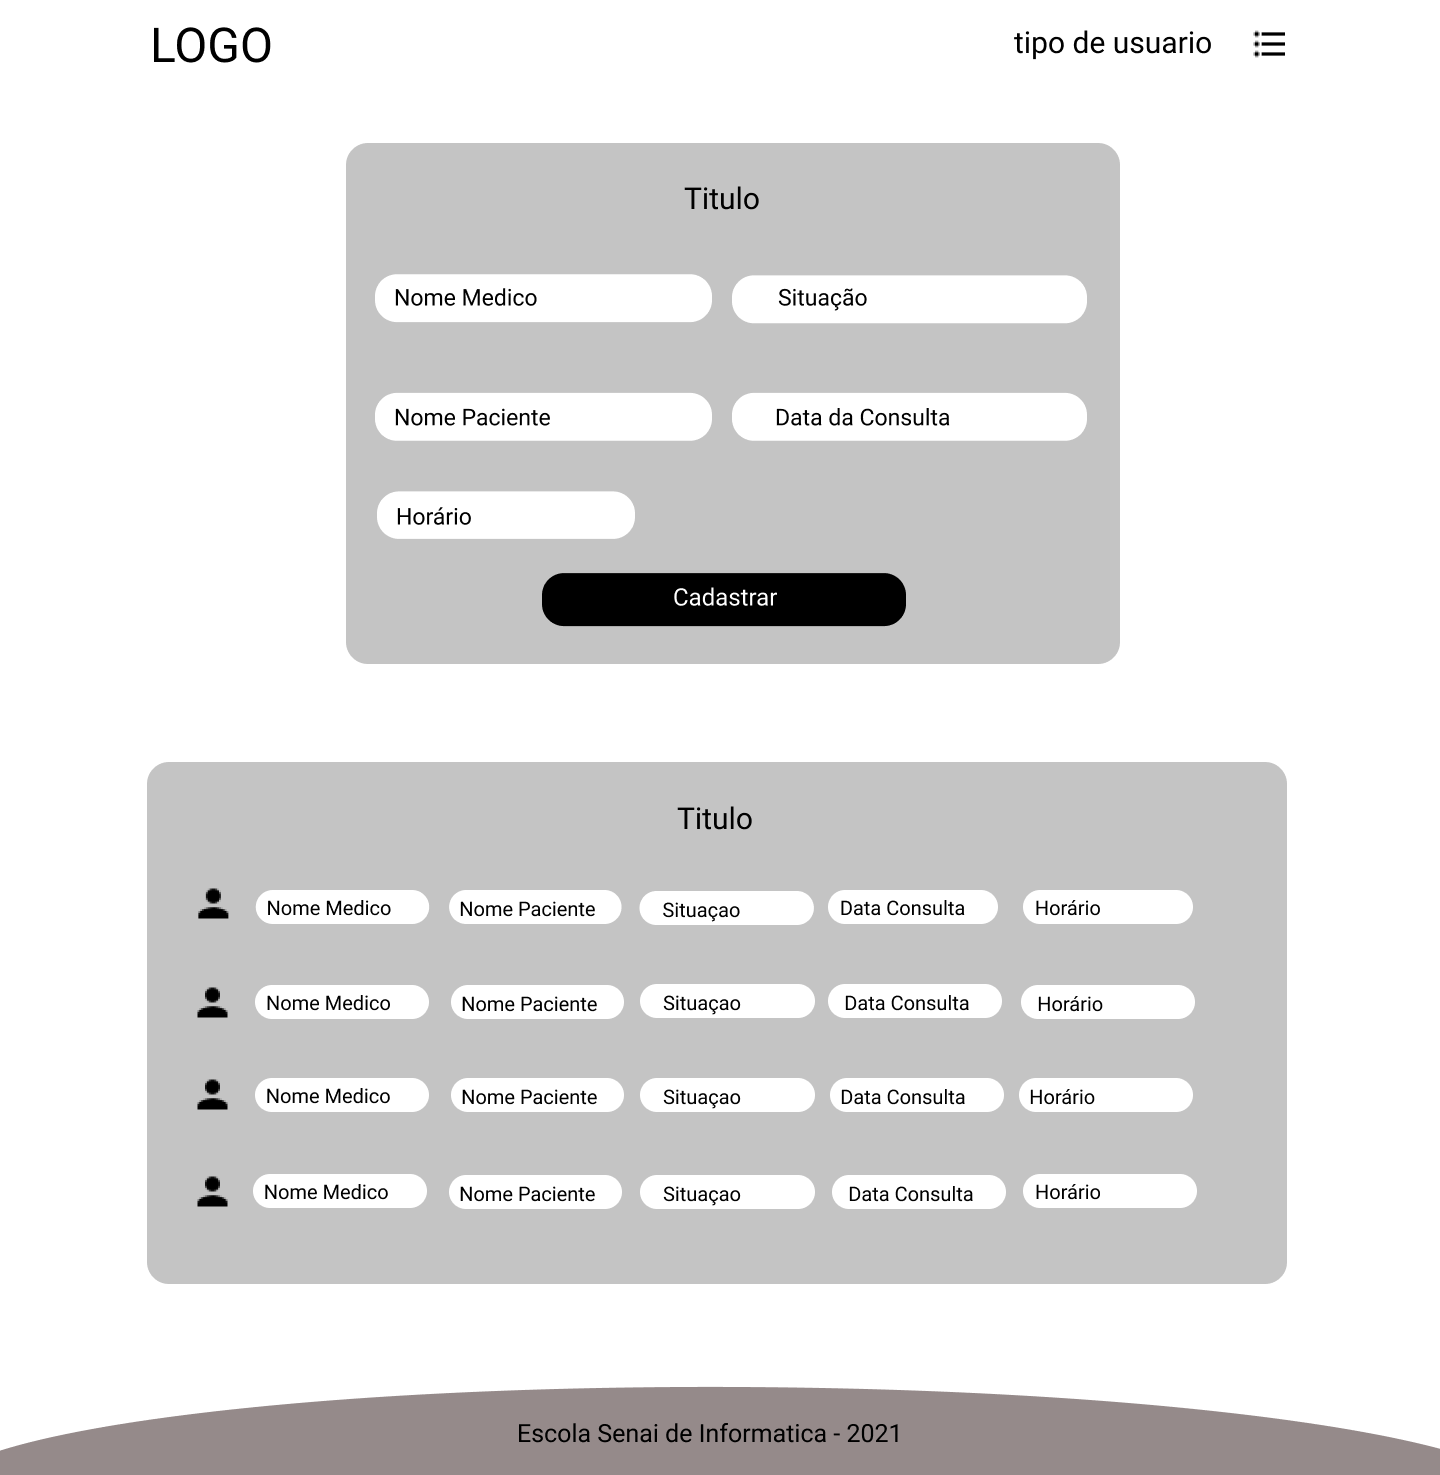 LOGO
tipo de usuario
Titulo
Nome Medico
Situação
Nome Paciente
Data da Consulta
Horário
Cadastrar
Titulo
Nome Medico
Nome Paciente
Situaçao
Data Consulta
Horário
Nome Medico
Nome Paciente
Situaçao
Data Consulta
Horário
Nome Medico
Nome Paciente
Situaçao
Data Consulta
Horário
Nome Medico
Nome Paciente
Situaçao
Data Consulta
Horário
Escola Senai de Informatica - 2021